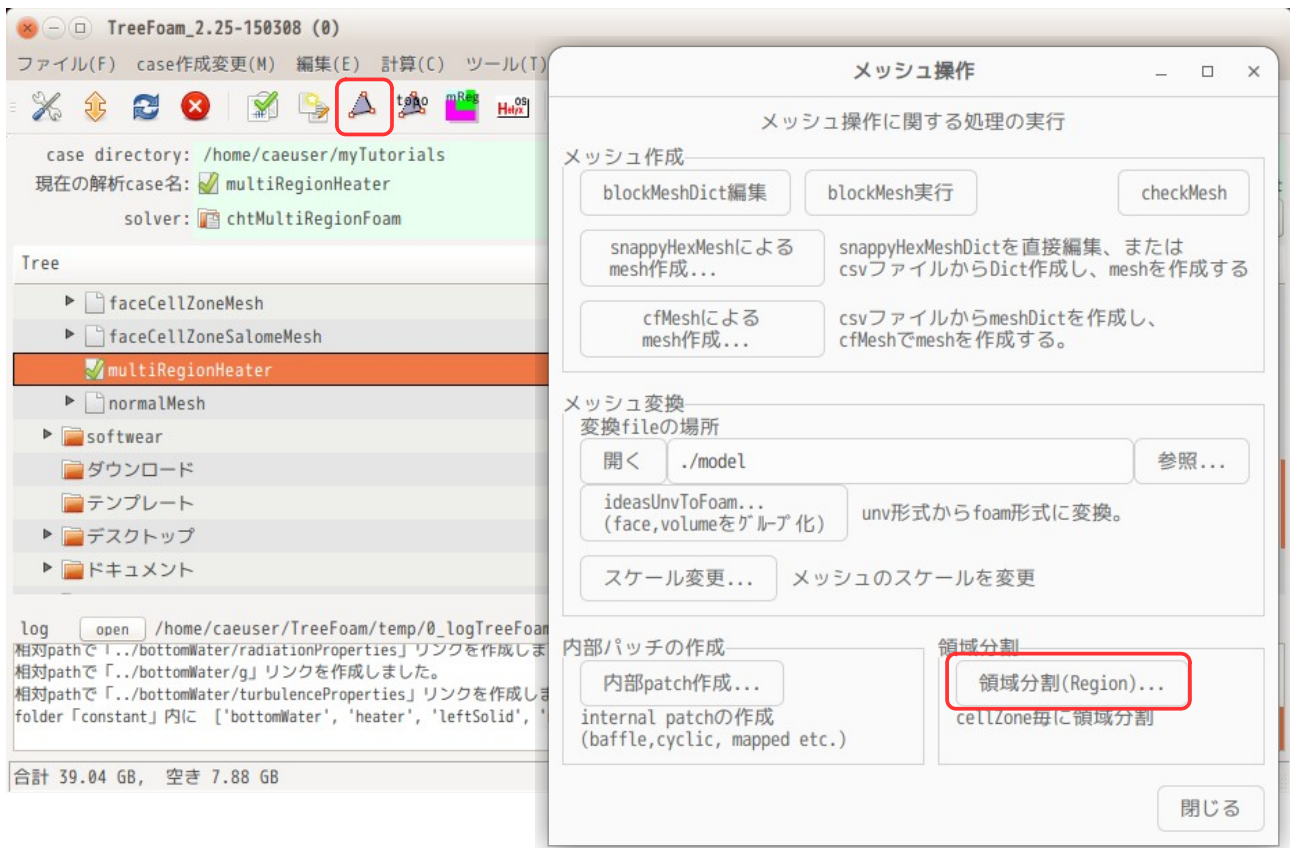 TreeFoam_2.25-150308 (0)
ファイル(F) case作成変更(M) 編集(E) 計算(C) ツール(T)
topo
mReg
OS
Helyx
case directory: /home/caeuser/myTutorials
現在の解析case名: multiRegionHeater
solver: chtMultiRegionFoam
Tree
faceCellZoneMesh
faceCellZoneSalomeMesh
multiRegionHeater
normalMesh
softwear
ダウンロード
テンプレート
デスクトップ
ドキュメント
log open /home/caeuser/TreeFoam/temp/0_logTreeFoam
相対pathで「../bottomWater/radiationProperties」リンクを作成しま
相対pathで「../bottomWater/g」リンクを作成しました。
相対pathで「../bottomWater/turbulenceProperties」リンクを作成しま
folder「constant」内に ['bottomWater', 'heater', 'leftSolid', '
合計 39.04 GB, 空き 7.88 GB
メッシュ操作
メッシュ操作に関する処理の実行
メッシュ作成
blockMeshDict編集 blockMesh実行 checkMesh
snappyHexMeshによる
mesh作成...
snappyHexMeshDictを直接編集、または
csvファイルからDict作成し、meshを作成する
cfMeshによる
mesh作成...
csvファイルからmeshDictを作成し、
cfMeshでmeshを作成する。
メッシュ変換
変換fileの場所
開く ./model 参照...
ideasUnvToFoam...
(face,volumeをグループ化)
unv形式からfoam形式に変換。
スケール変更... メッシュのスケールを変更
内部パッチの作成
内部patch作成...
internal patchの作成
(baffle,cyclic, mapped etc.)
領域分割
領域分割(Region)...
cellZone毎に領域分割
閉じる